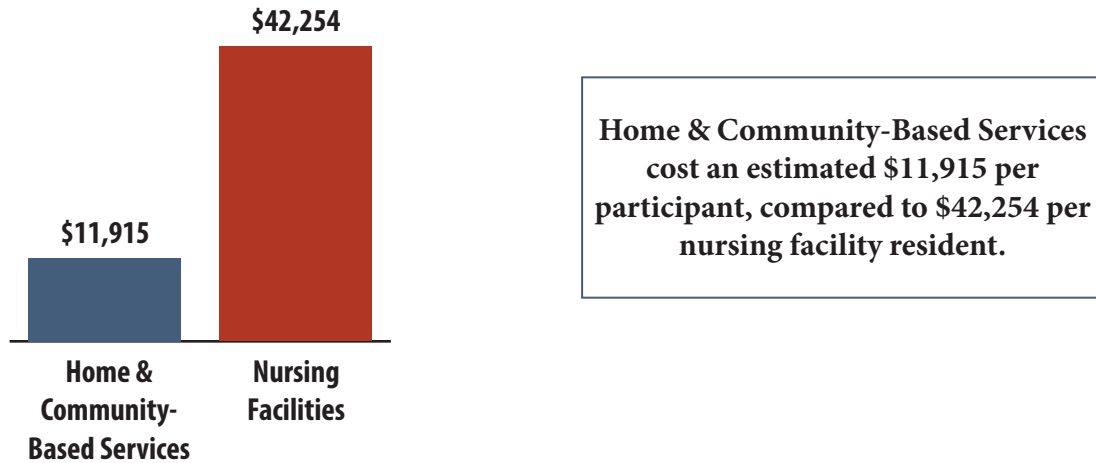 $42,254
$11,915
Home &
Community-
Based Services
Nursing
Facilities
Home & Community-Based Services
cost an estimated $11,915 per
participant, compared to $42,254 per
nursing facility resident.